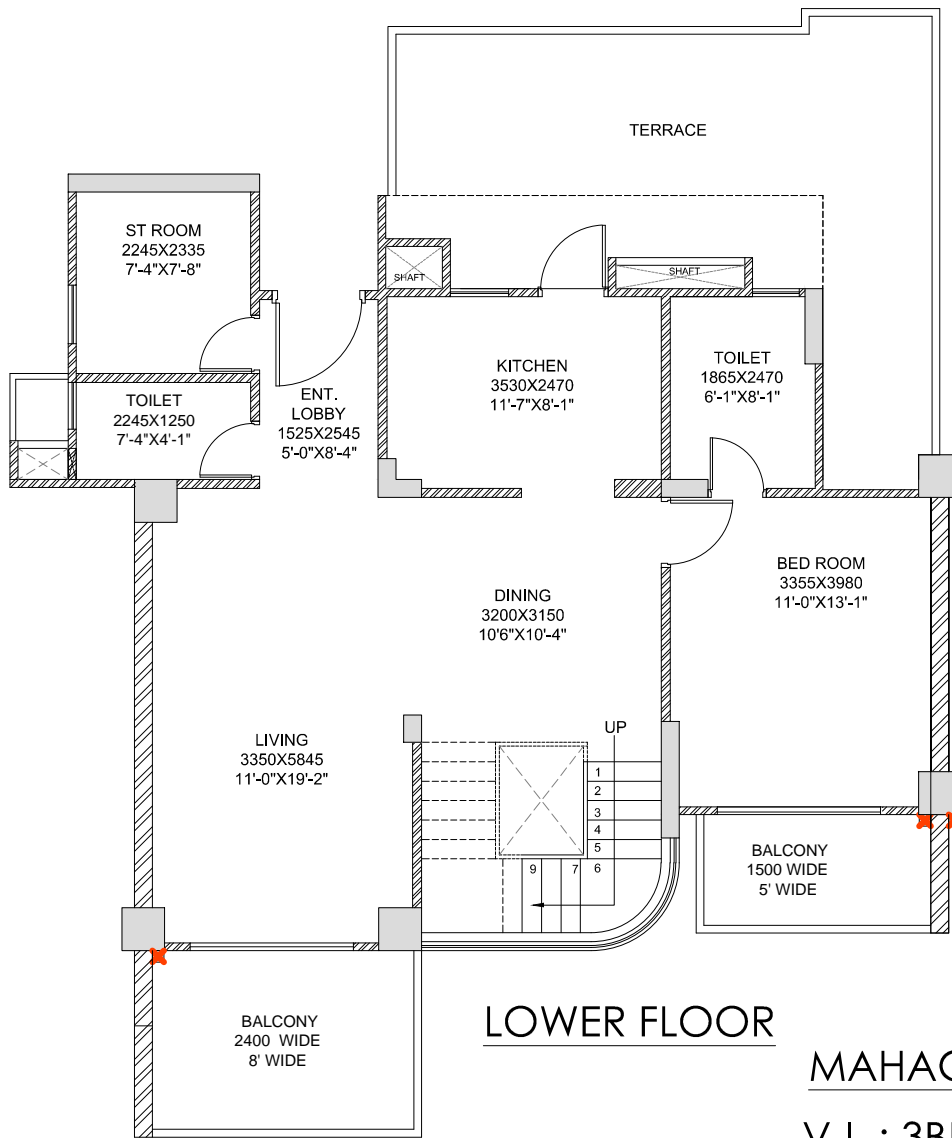 TERRACE
ST ROOM
2245X2335
7'-4"X7'-8"
SHAFT
SHAFT
KITCHEN
3530X2470
11'-7"X8'-1"
TOILET
1865X2470
6'-1"X8'-1"
ENT.
LOBBY
1525X2545
5'-0"X8'-4"
TOILET
2245X1250
7'-4"X4'-1"
BED ROOM
3355X3980
11'-0"X13'-1"
DINING
3200X3150
10'6"X10'-4"
LIVING
3350X5845
11'-0"X19'-2"
UP
1
2
3
4
5
6
7
9
BALCONY
1500 WIDE
5' WIDE
BALCONY
2400 WIDE
8' WIDE
LOWER FLOOR